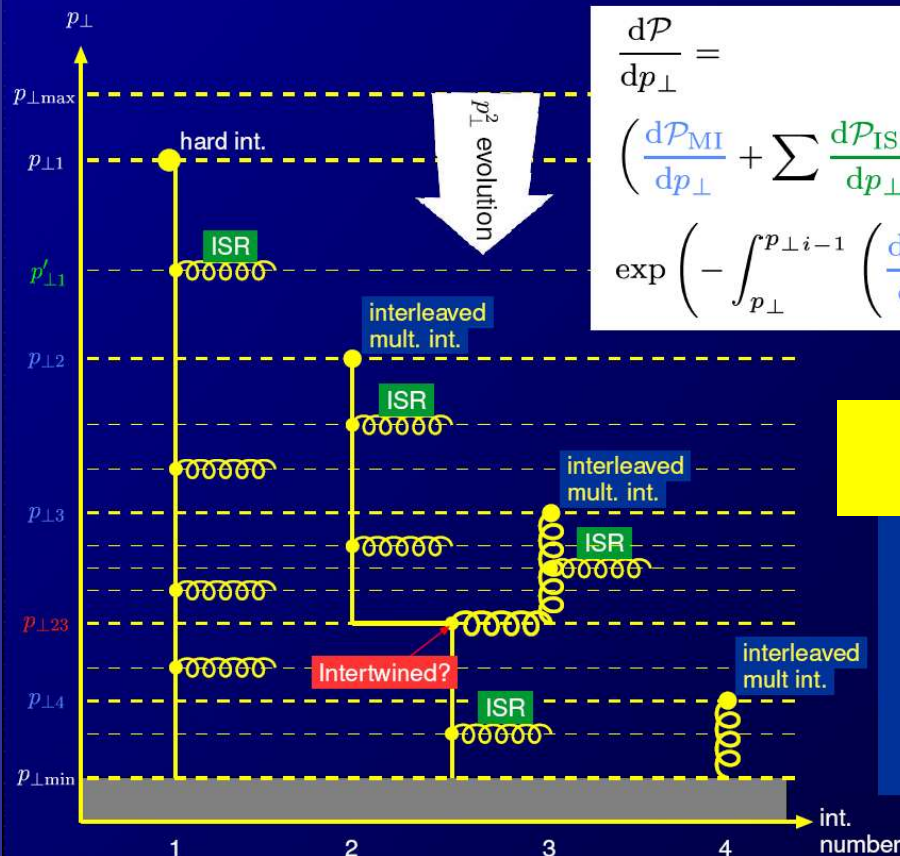 p⊥
p⊥max
hard int.
p⊥1
p²⊥ evolution
dP
dp⊥
=
( dP_MI
dp⊥
+ ∑ dP_IS
dp⊥
exp ( − ∫ p⊥ p⊥i−1 ( d
ISR
p′⊥1
interleaved
mult. int.
p⊥2
ISR
interleaved
mult. int.
p⊥3
ISR
p⊥23
Intertwined?
interleaved
mult int.
p⊥4
ISR
p⊥min
int.
number
1 2 3 4